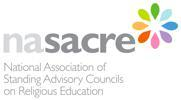 nasacre
National Association of
Standing Advisory Councils
on Religious Education